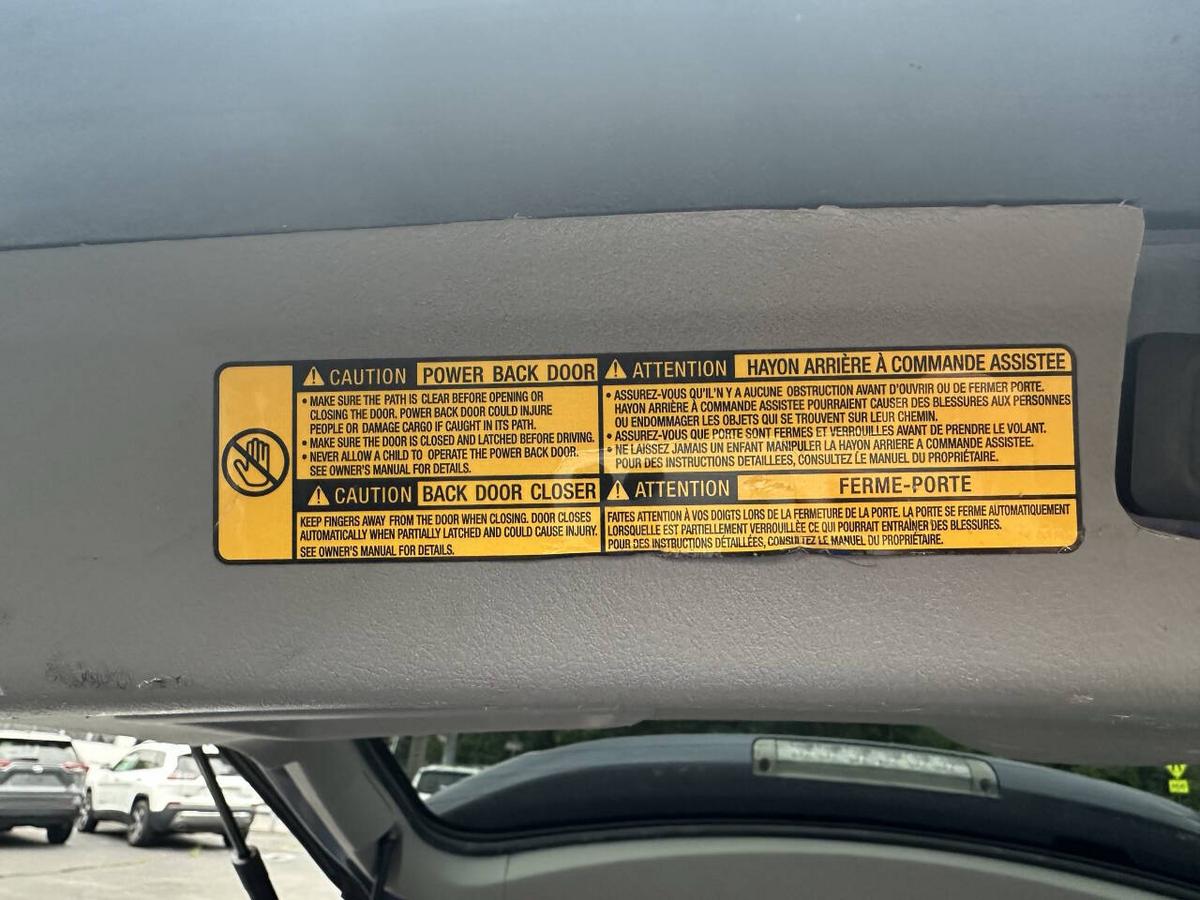 CAUTION POWER BACK DOOR
• MAKE SURE THE PATH IS CLEAR BEFORE OPENING OR
CLOSING THE DOOR. POWER BACK DOOR COULD INJURE
PEOPLE OR DAMAGE CARGO IF CAUGHT IN ITS PATH.
• MAKE SURE THE DOOR IS CLOSED AND LATCHED BEFORE DRIVING.
• NEVER ALLOW A CHILD TO OPERATE THE POWER BACK DOOR.
SEE OWNER'S MANUAL FOR DETAILS.
CAUTION BACK DOOR CLOSER
KEEP FINGERS AWAY FROM THE DOOR WHEN CLOSING. DOOR CLOSES
AUTOMATICALLY WHEN PARTIALLY LATCHED AND COULD CAUSE INJURY.
SEE OWNER'S MANUAL FOR DETAILS.
ATTENTION HAYON ARRIÈRE À COMMANDE ASSISTEE
• ASSUREZ-VOUS QU'IL'N Y A AUCUNE OBSTRUCTION AVANT D'OUVRIR OU DE FERMER PORTE.
HAYON ARRIÈRE À COMMANDE ASSISTEE POURRAIENT CAUSER DES BLESSURES AUX PERSONNES
OU ENDOMMAGER LES OBJETS QUI SE TROUVENT SUR LEUR CHEMIN.
• ASSUREZ-VOUS QUE PORTE SONT FERMES ET VERROUILLES AVANT DE PRENDRE LE VOLANT.
• NE LAISSEZ JAMAIS UN ENFANT MANIPULER LA HAYON ARRIERE A COMMANDE ASSISTEE.
POUR DES INSTRUCTIONS DETAILLEES, CONSULTEZ LE MANUEL DU PROPRIÉTAIRE.
ATTENTION FERME-PORTE
FAITES ATTENTION À VOS DOIGTS LORS DE LA FERMETURE DE LA PORTE. LA PORTE SE FERME AUTOMATIQUEMENT
LORSQUELLE EST PARTIELLEMENT VERROUILLÉE CE QUI POURRAIT ENTRAÎNER DES BLESSURES.
POUR DES INSTRUCTIONS DÉTAILLÉES, CONSULTEZ LE MANUEL DU PROPRIÉTAIRE.